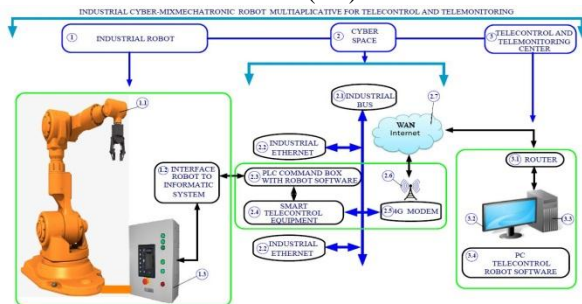 INDUSTRIAL CYBER-MIXMECHATRONIC ROBOT MULTIAPLICATIVE FOR TELECONTROL AND TELEMONITORING
1
INDUSTRIAL ROBOT
2
CYBER
SPACE
3
TELECONTROL AND
TELEMONITORING
CENTER
1.1
2.1
INDUSTRIAL
BUS
2.7
WAN
Internet
2.2
INDUSTRIAL
ETHERNET
1.2
INTERFACE
ROBOT TO
INFORMATIC
SYSTEM
2.3
PLC COMMAND BOX
WITH ROBOT SOFTWARE
2.4
SMART
TELECONTROL
EQUIPMENT
2.5
4G MODEM
2.2
INDUSTRIAL
ETHERNET
1.3
3.1
ROUTER
3.2
3.3
3.4
PC
TELECONTROL
ROBOT SOFTWARE